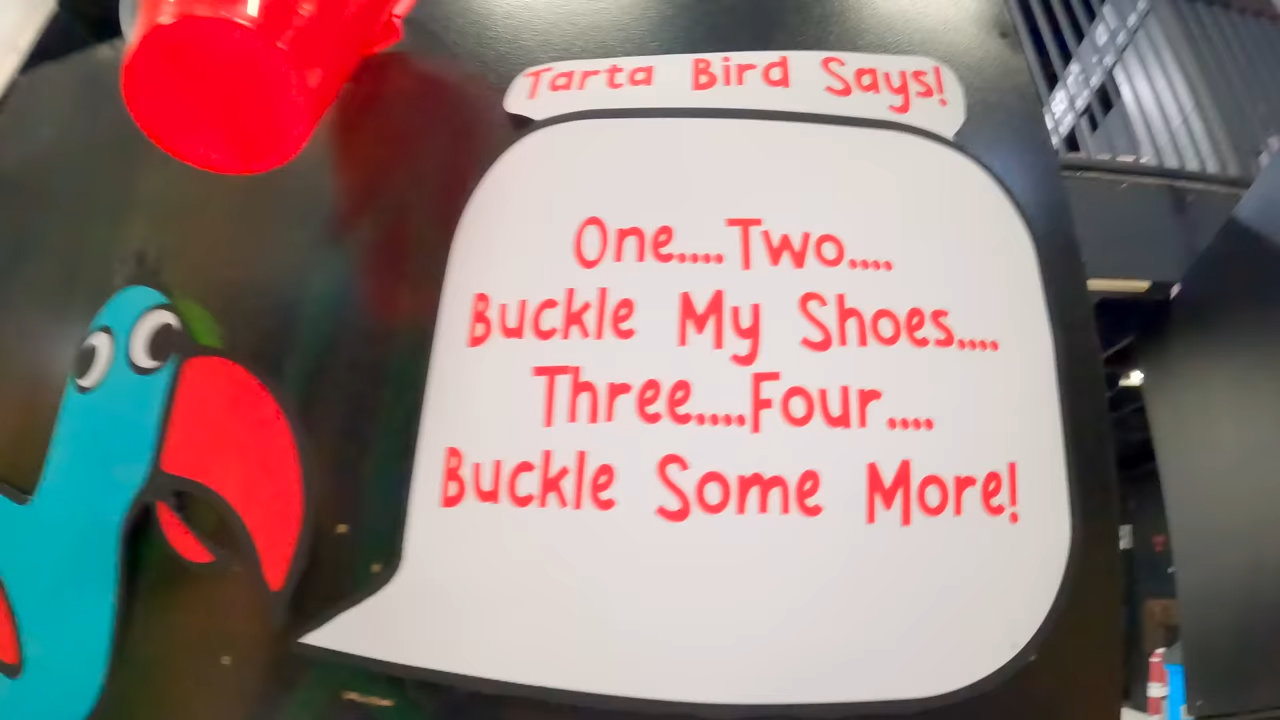 Tarta Bird Says!
One....Two....
Buckle My Shoes....
Three....Four....
Buckle Some More!